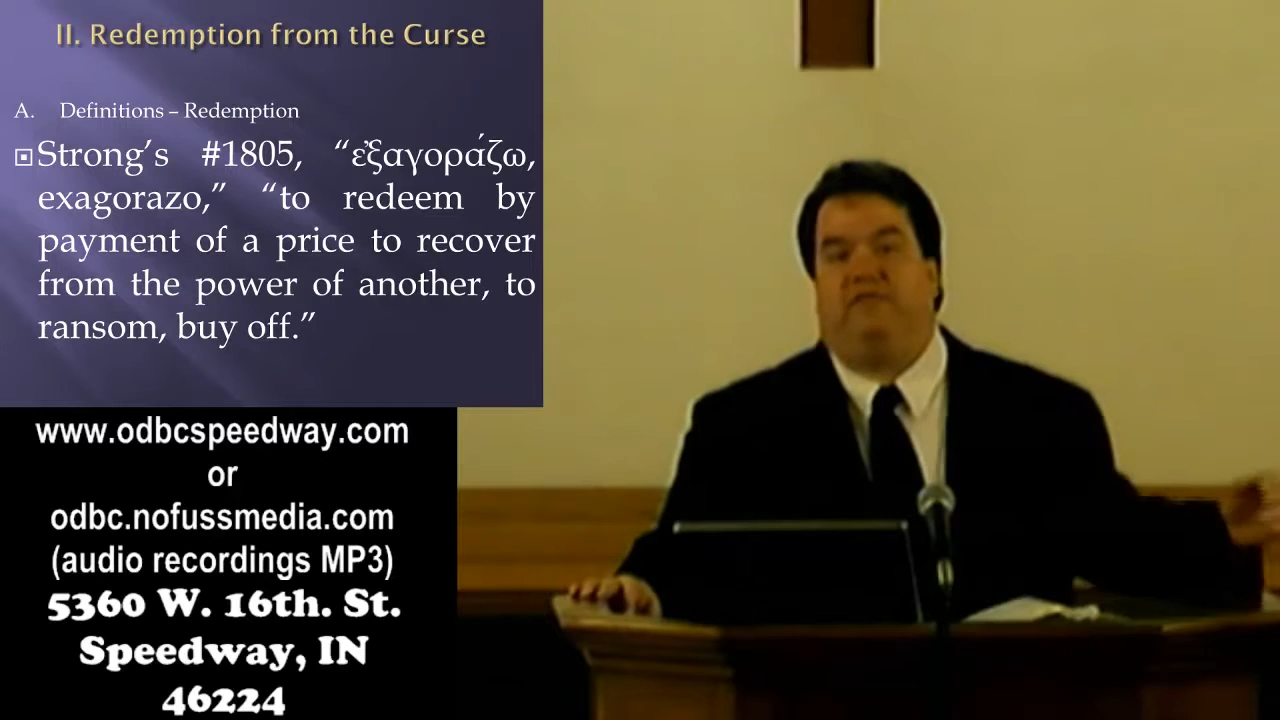 II. Redemption from the Curse
A. Definitions – Redemption
Strong’s #1805, “ἐξαγοράζω,
exagorazo,” “to redeem by
payment of a price to recover
from the power of another, to
ransom, buy off.”
www.odbcspeedway.com
or
odbc.nofussmedia.com
(audio recordings MP3)
5360 W. 16th. St.
Speedway, IN
46224